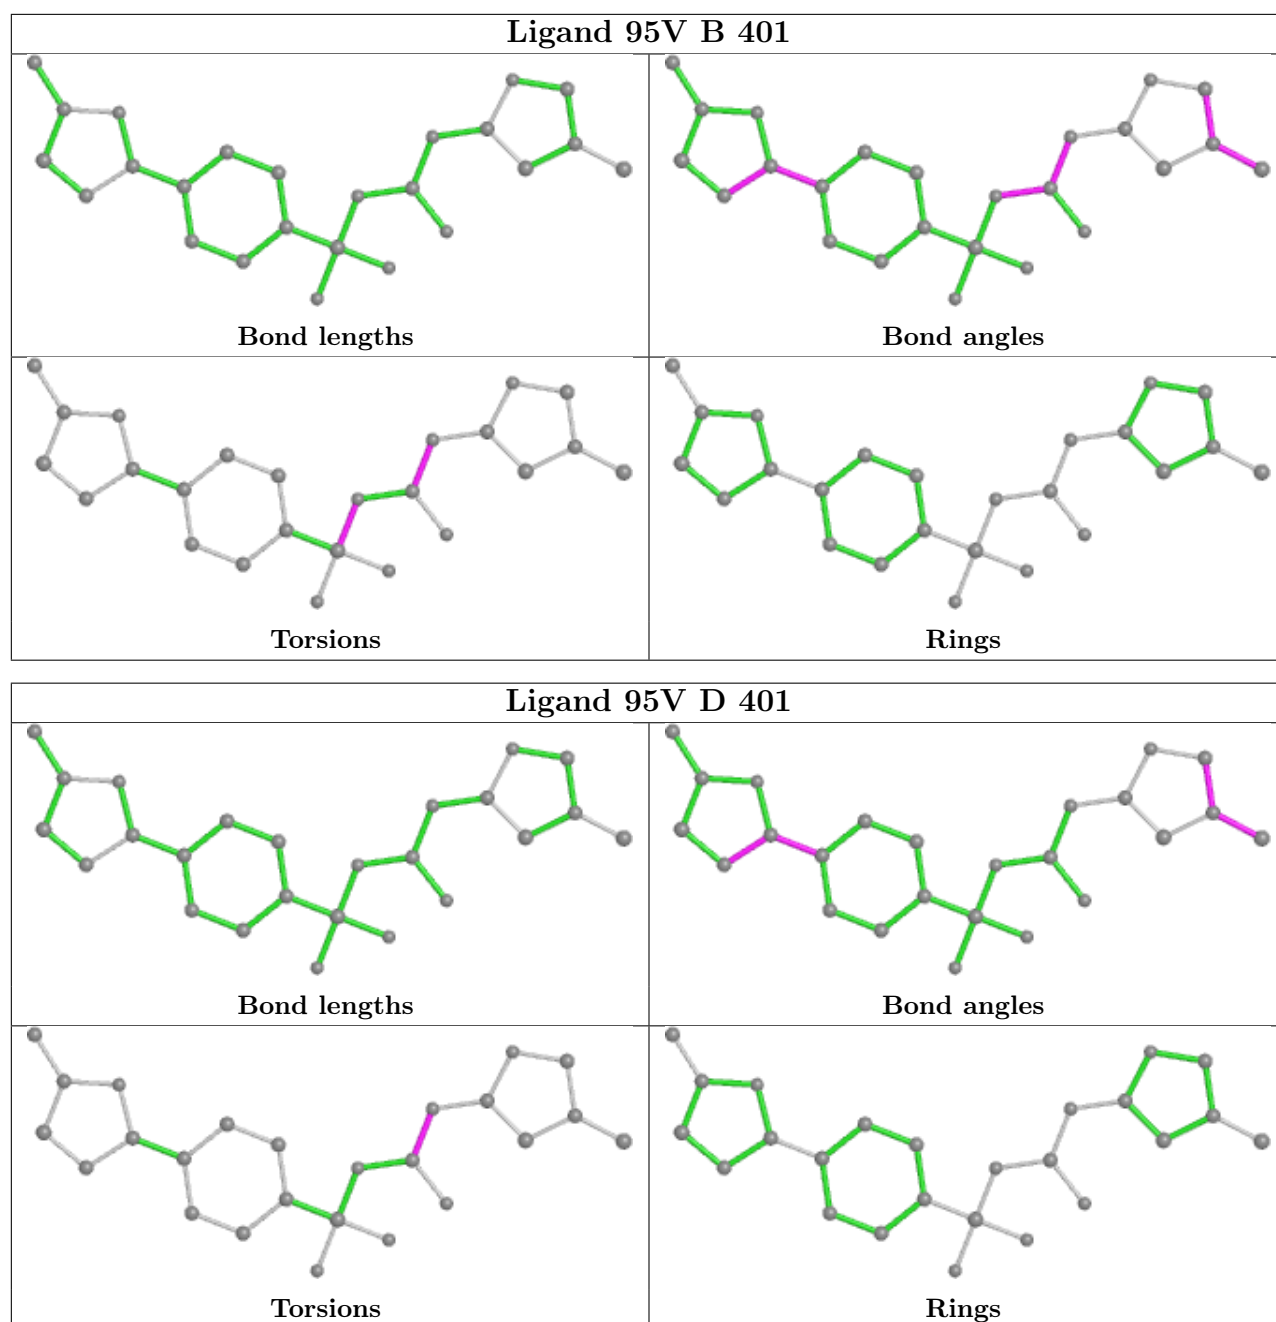 Ligand 95V B 401
Bond lengths
Bond angles
Torsions
Rings
Ligand 95V D 401
Bond lengths
Bond angles
Torsions
Rings